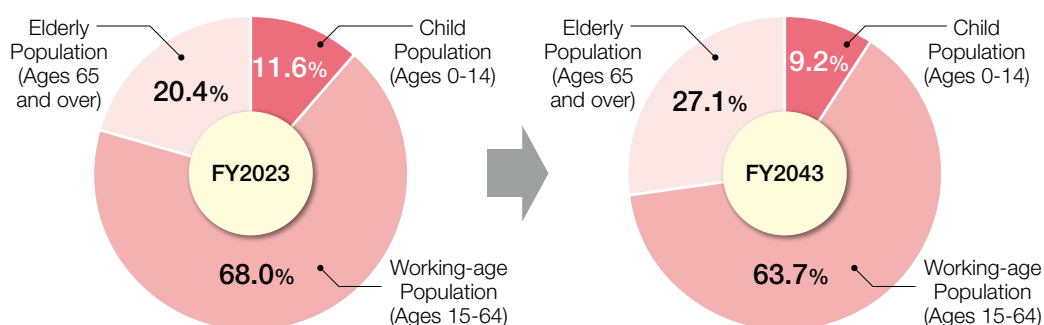 Elderly
Population
(Ages 65
and over)
20.4%
Child
Population
(Ages 0-14)
11.6%
FY2023
68.0%
Working-age
Population
(Ages 15-64)
Elderly
Population
(Ages 65
and over)
27.1%
Child
Population
(Ages 0-14)
9.2%
FY2043
63.7%
Working-age
Population
(Ages 15-64)